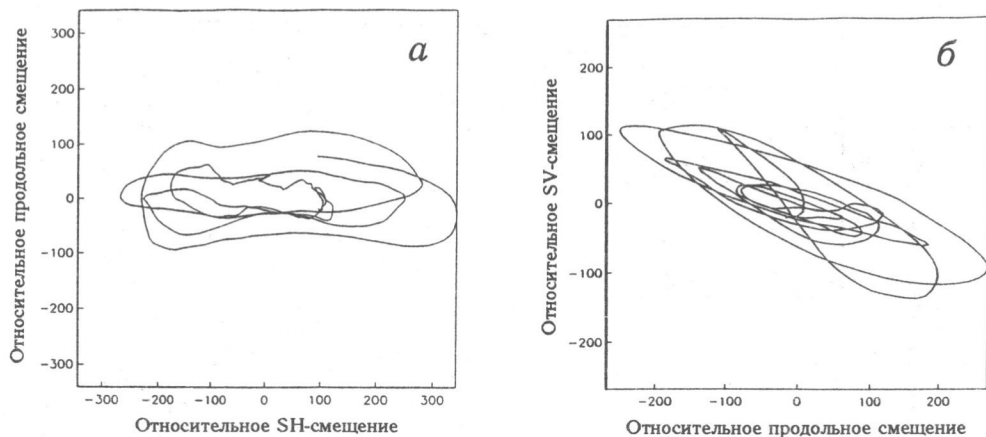 а
Относительное продольное смещение
300
200
100
0
−100
−200
−300
−300 −200 −100 0 100 200 300
Относительное SH-смещение
б
Относительное SV-смещение
200
100
0
−100
−200
−200 −100 0 100 200
Относительное продольное смещение